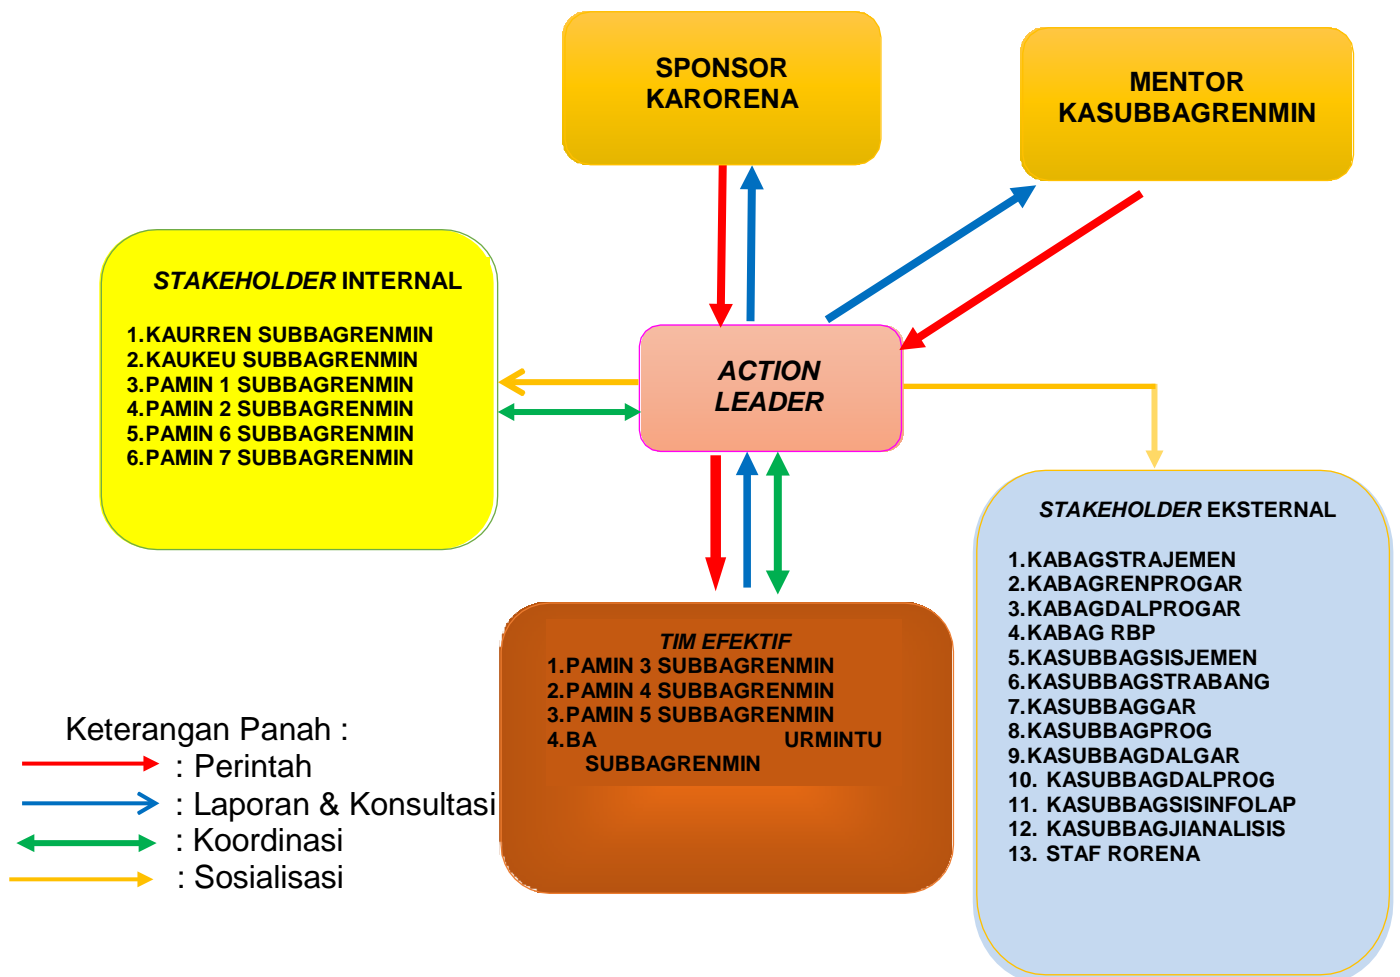 SPONSOR
KARORENA
MENTOR
KASUBBAGRENMIN
STAKEHOLDER INTERNAL
1.KAURREN SUBBAGRENMIN
2.KAUKEU SUBBAGRENMIN
3.PAMIN 1 SUBBAGRENMIN
4.PAMIN 2 SUBBAGRENMIN
5.PAMIN 6 SUBBAGRENMIN
6.PAMIN 7 SUBBAGRENMIN
ACTION
LEADER
STAKEHOLDER EKSTERNAL
1.KABAGSTRAJEMEN
2.KABAGRENPROGAR
3.KABAGDALPROGAR
4.KABAG RBP
5.KASUBBAGSISJEMEN
6.KASUBBAGSTRABANG
7.KASUBBAGGAR
8.KASUBBAGPROG
9.KASUBBAGDALGAR
10. KASUBBAGDALPROG
11. KASUBBAGSISINFOLAP
12. KASUBBAGJIANALISIS
13. STAF RORENA
TIM EFEKTIF
1.PAMIN 3 SUBBAGRENMIN
2.PAMIN 4 SUBBAGRENMIN
3.PAMIN 5 SUBBAGRENMIN
4.BA URMINTU
SUBBAGRENMIN
Keterangan Panah :
: Perintah
: Laporan & Konsultasi
: Koordinasi
: Sosialisasi